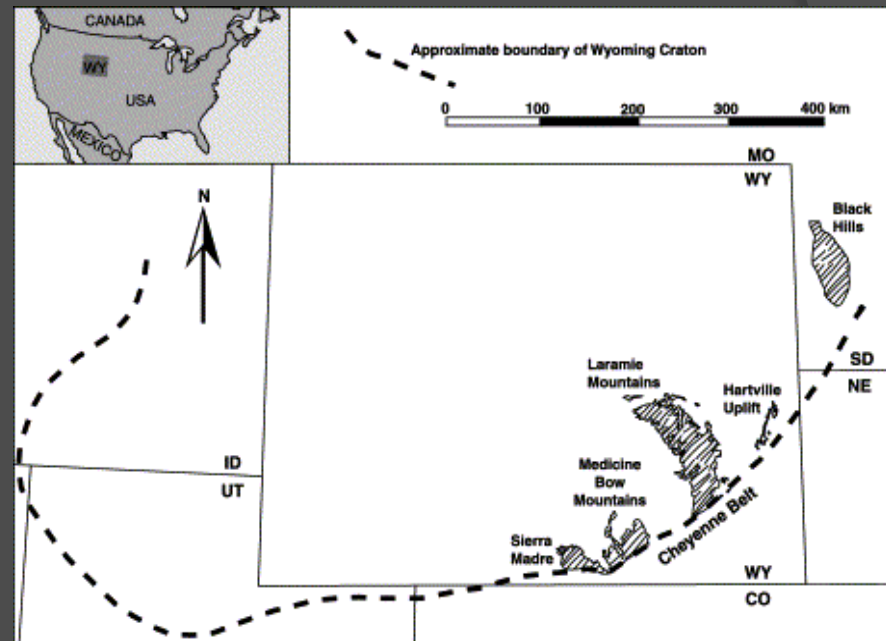 CANADA
WY
USA
MEXICO
Approximate boundary of Wyoming Craton
0 100 200 300 400 km
MO
WY
N
Black
Hills
SD
NE
Laramie
Mountains
Hartville
Uplift
ID
UT
Medicine
Bow
Mountains
Cheyenne Belt
Sierra
Madre
WY
CO